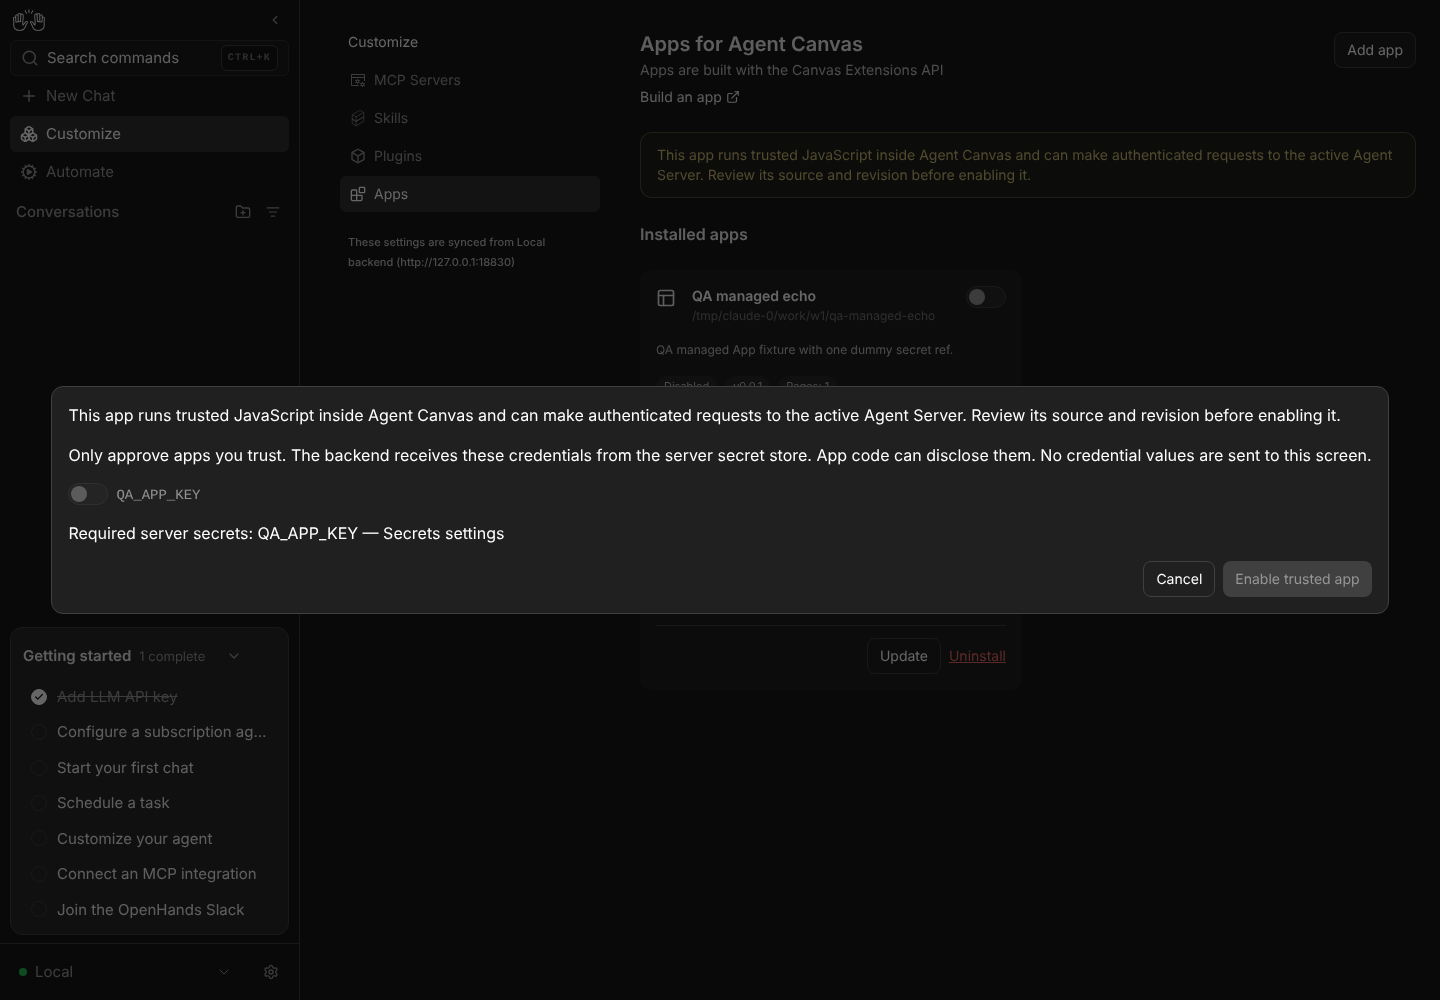 Search commands
CTRL+K
New Chat
Customize
Automate
Conversations
Customize
MCP Servers
Skills
Plugins
Apps
These settings are synced from Local
backend (http://127.0.0.1:18830)
Apps for Agent Canvas
Apps are built with the Canvas Extensions API
Build an app
Add app
This app runs trusted JavaScript inside Agent Canvas and can make authenticated requests to the active Agent
Server. Review its source and revision before enabling it.
Installed apps
QA managed echo
/tmp/claude-0/work/w1/qa-managed-echo
QA managed App fixture with one dummy secret ref.
Disabled
v0.0.1
Pages: 1
This app runs trusted JavaScript inside Agent Canvas and can make authenticated requests to the active Agent Server. Review its source and revision before enabling it.
Only approve apps you trust. The backend receives these credentials from the server secret store. App code can disclose them. No credential values are sent to this screen.
QA_APP_KEY
Required server secrets: QA_APP_KEY — Secrets settings
Cancel
Enable trusted app
Update
Uninstall
Getting started
1 complete
Add LLM API key
Configure a subscription ag...
Start your first chat
Schedule a task
Customize your agent
Connect an MCP integration
Join the OpenHands Slack
Local